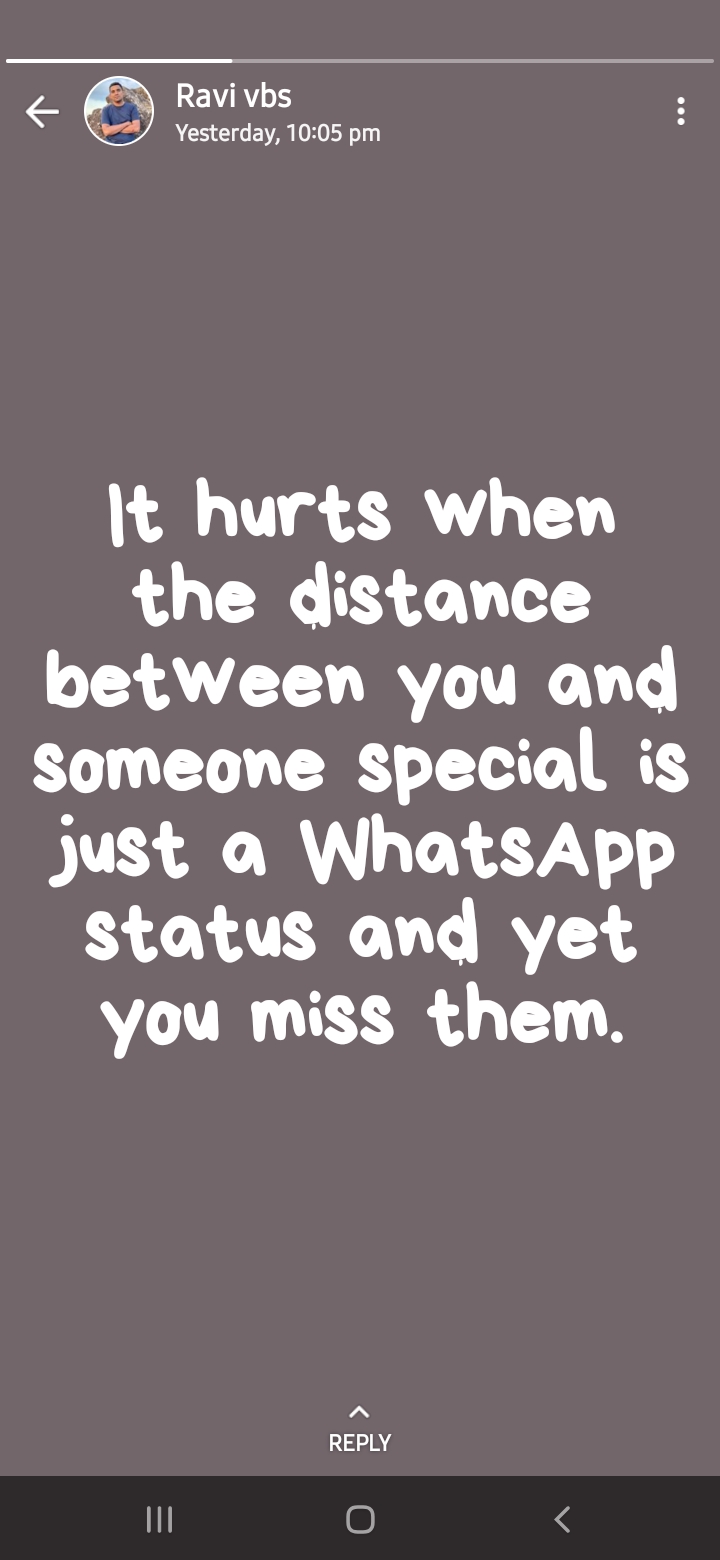 Ravi vbs
Yesterday, 10:05 pm
It hurts when
the distance
between you and
someone special is
just a WhatsApp
status and yet
you miss them.
REPLY